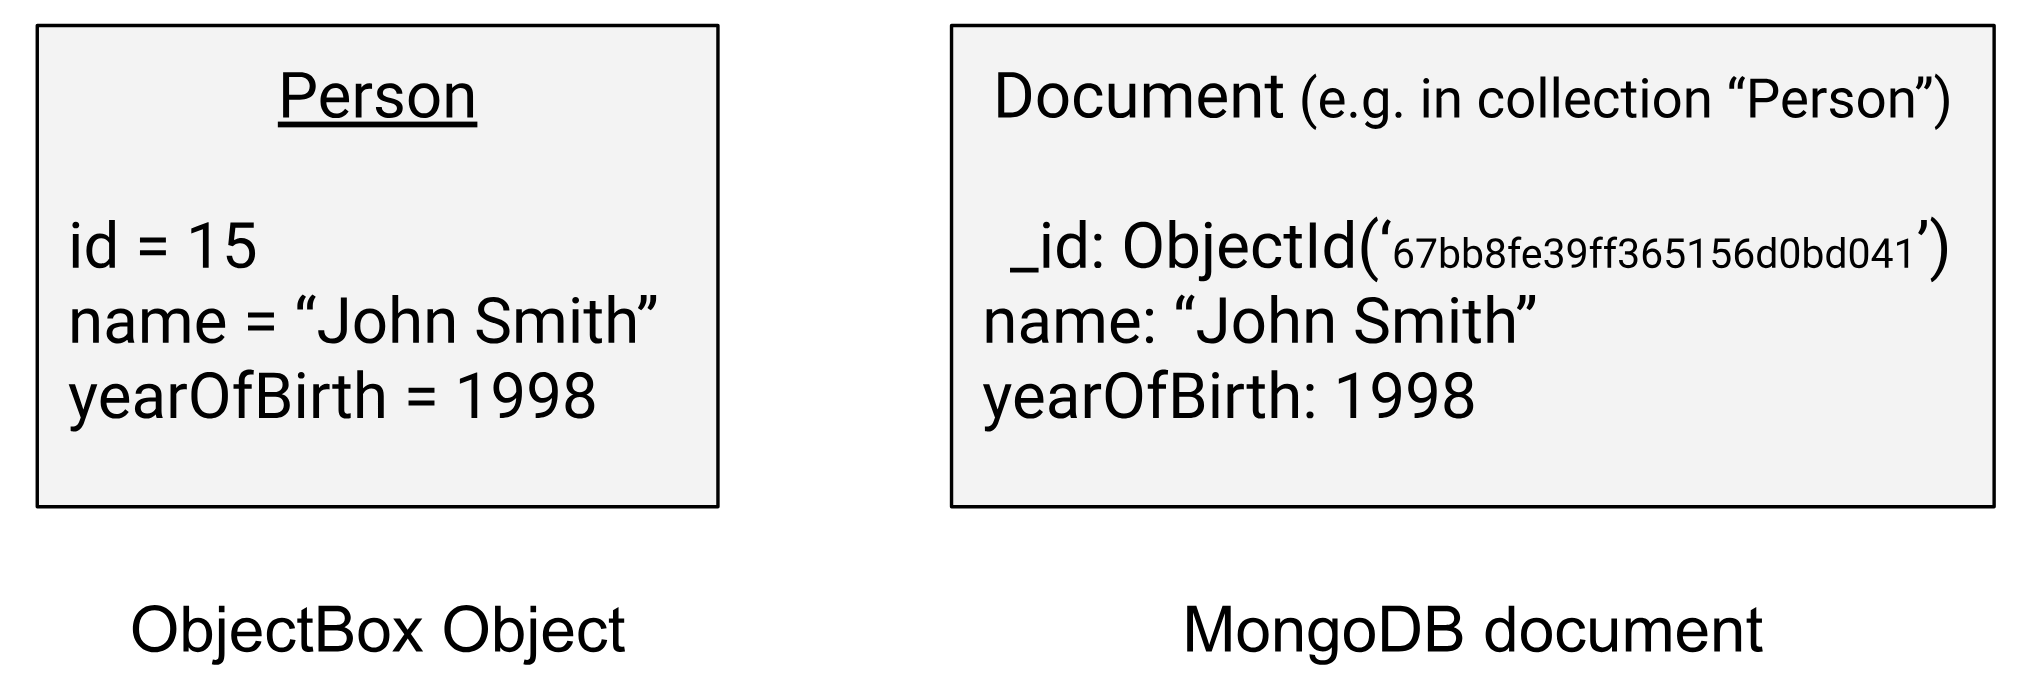 Person
id = 15
name = “John Smith”
yearOfBirth = 1998
ObjectBox Object
Document (e.g. in collection “Person”)
_id: ObjectId(‘67bb8fe39ff365156d0bd041’)
name: “John Smith”
yearOfBirth: 1998
MongoDB document